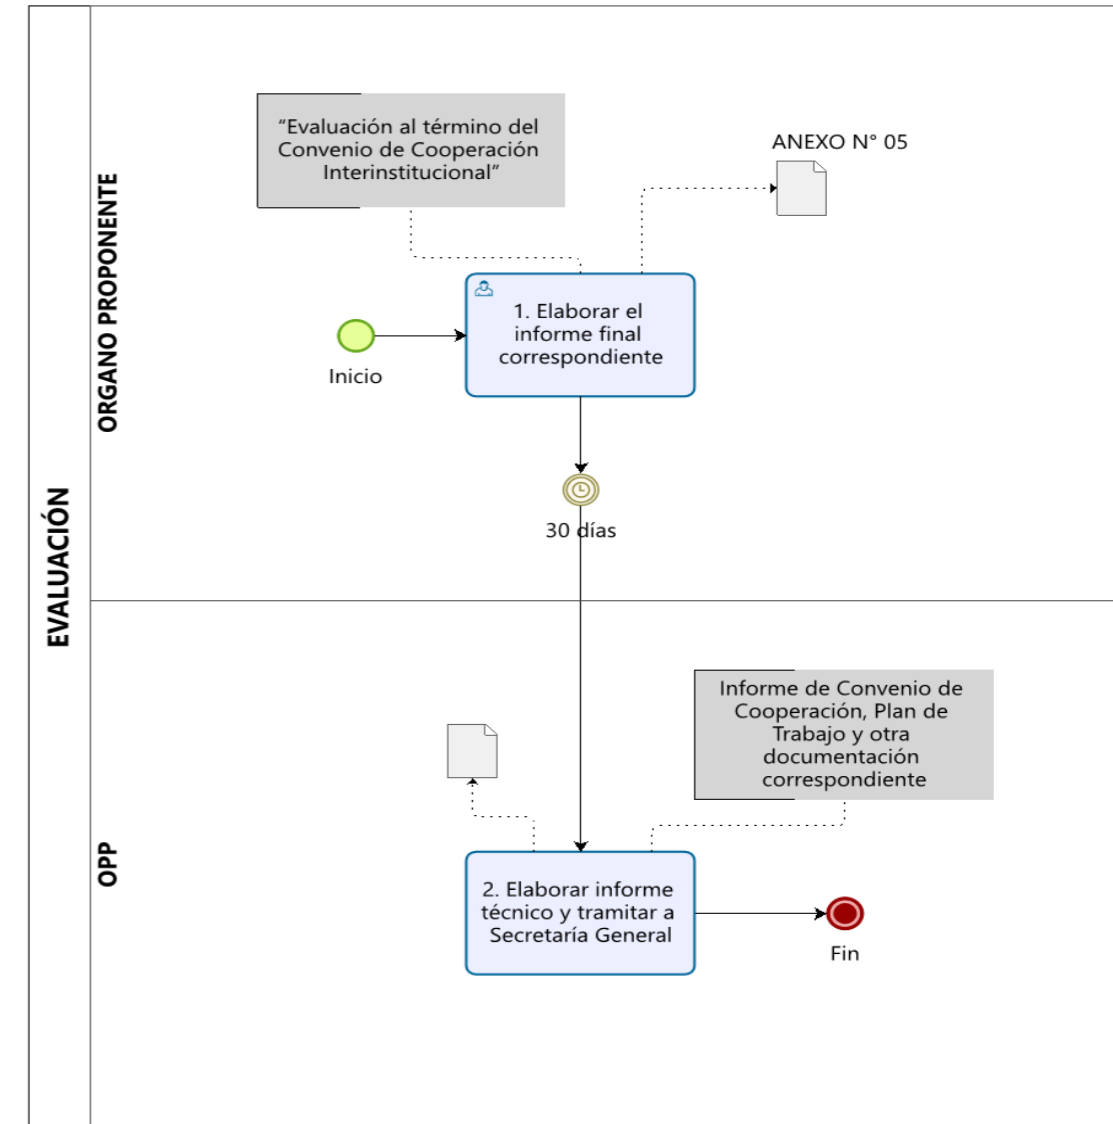 EVALUACIÓN
ORGANO PROPONENTE
“Evaluación al término del
Convenio de Cooperación
Interinstitucional”
ANEXO N° 05
1. Elaborar el
informe final
correspondiente
Inicio
30 días
OPP
Informe de Convenio de
Cooperación, Plan de
Trabajo y otra
documentación
correspondiente
2. Elaborar informe
técnico y tramitar a
Secretaría General
Fin